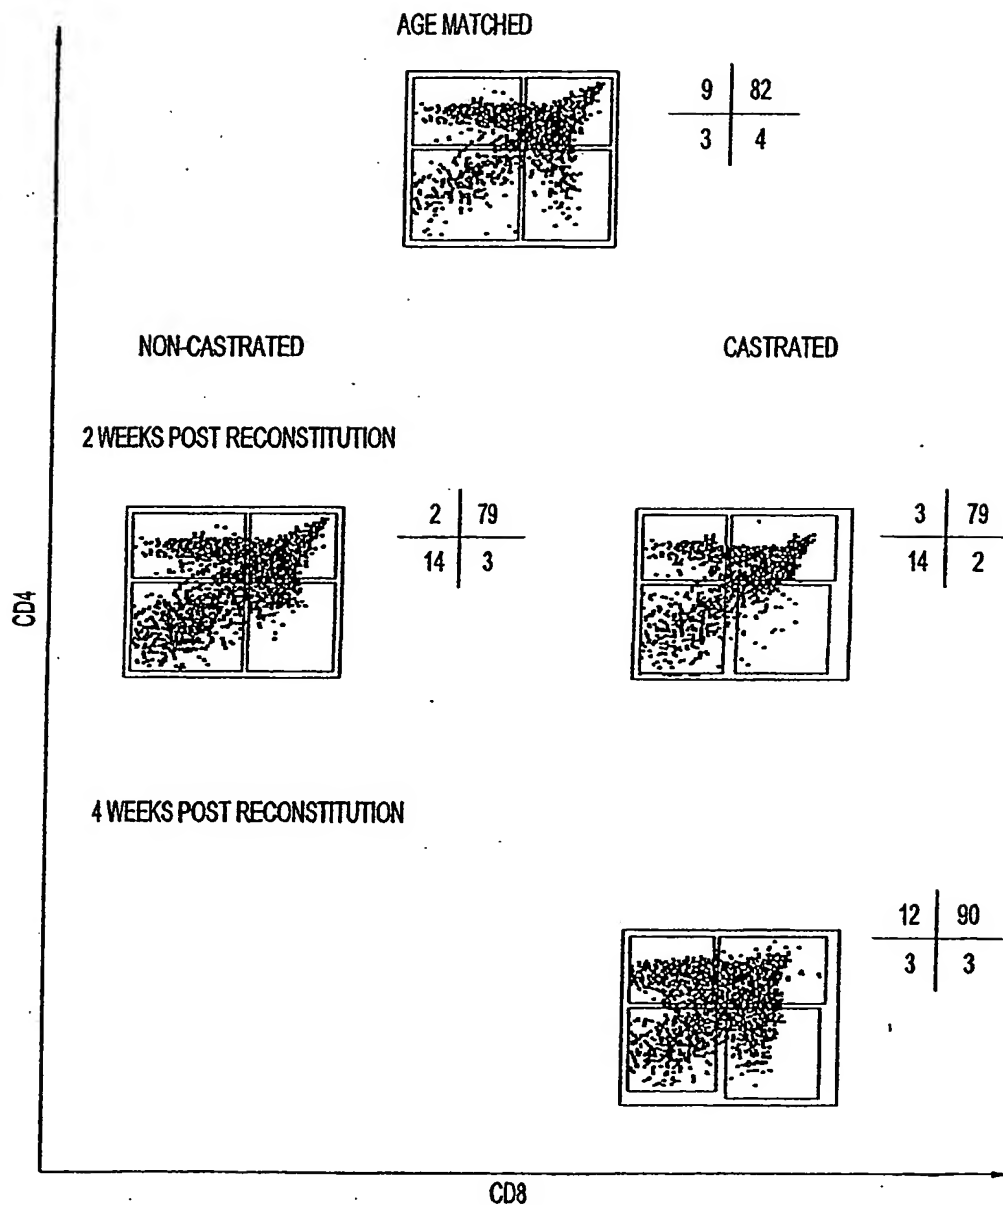 AGE MATCHED
9 82
3 4
NON-CASTRATED
CASTRATED
2 WEEKS POST RECONSTITUTION
2 79
14 3
3 79
14 2
CD4
4 WEEKS POST RECONSTITUTION
12 90
3 3
CD8